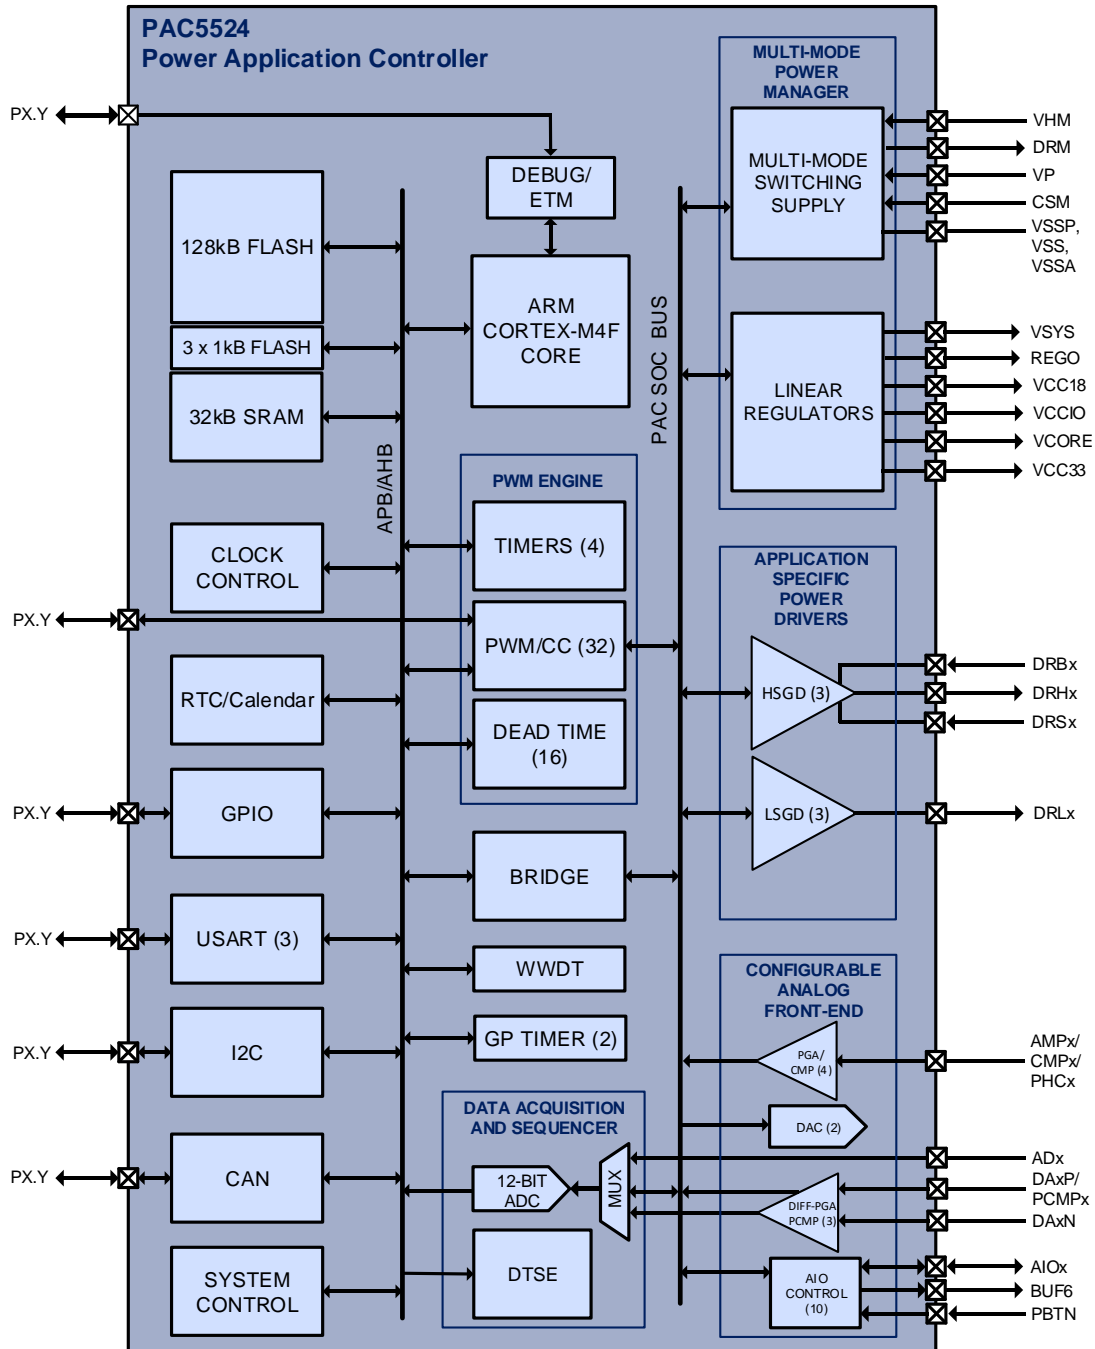 PAC5524
Power Application Controller
PX.Y
DEBUG/
ETM
128kB FLASH
3 x 1kB FLASH
32kB SRAM
ARM
CORTEX-M4F
CORE
APB/AHB
PAC SOC BUS
CLOCK
CONTROL
PX.Y
RTC/Calendar
PX.Y
GPIO
PX.Y
USART (3)
PX.Y
I2C
PX.Y
CAN
SYSTEM
CONTROL
PWM ENGINE
TIMERS (4)
PWM/CC (32)
DEAD TIME
(16)
BRIDGE
WWDT
GP TIMER (2)
DATA ACQUISITION
AND SEQUENCER
12-BIT
ADC
MUX
DTSE
MULTI-MODE
POWER
MANAGER
MULTI-MODE
SWITCHING
SUPPLY
VHM
DRM
VP
CSM
VSSP,
VSS,
VSSA
LINEAR
REGULATORS
VSYS
REGO
VCC18
VCCIO
VCORE
VCC33
APPLICATION
SPECIFIC
POWER
DRIVERS
HSGD (3)
DRBx
DRHx
DRSx
LSGD (3)
DRLx
CONFIGURABLE
ANALOG
FRONT-END
PGA/
CMP (4)
AMPx/
CMPx/
PHCx
DAC (2)
ADx
DIFF-PGA
PCMP (3)
DAxP/
PCMPx
DAxN
AIO
CONTROL
(10)
AIOx
BUF6
PBTN